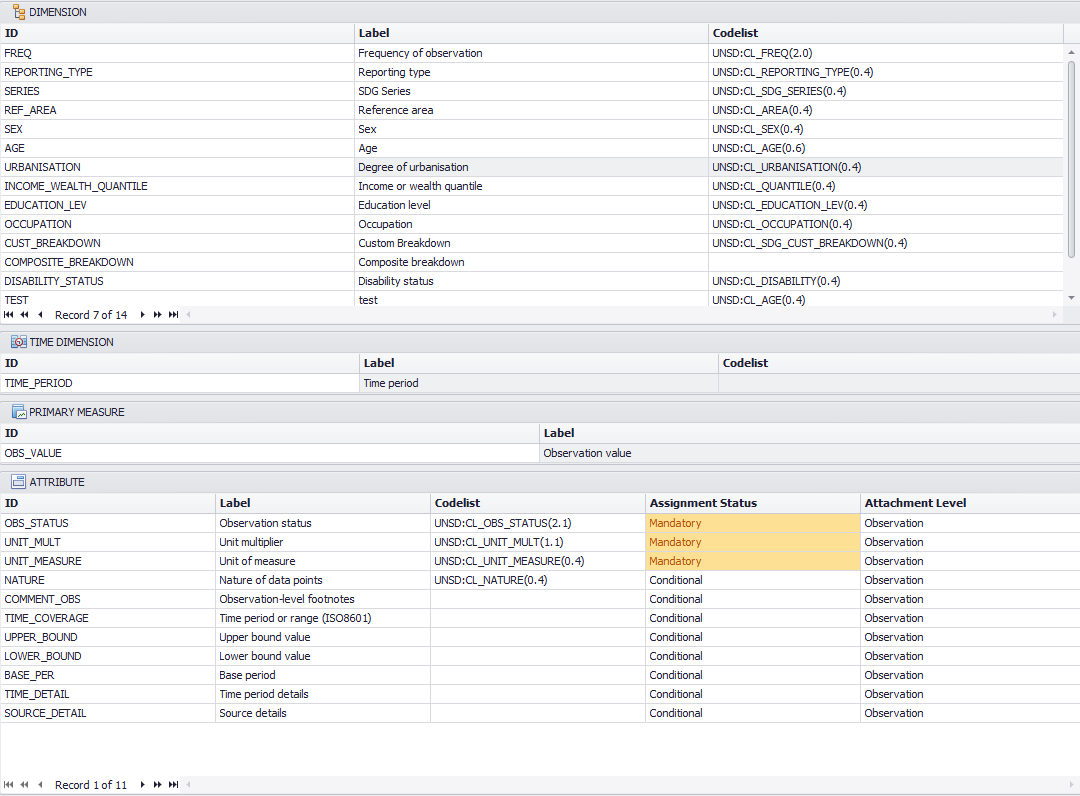 DIMENSION
ID Label Codelist
FREQ Frequency of observation UNSD:CL_FREQ(2.0)
REPORTING_TYPE Reporting type UNSD:CL_REPORTING_TYPE(0.4)
SERIES SDG Series UNSD:CL_SDG_SERIES(0.4)
REF_AREA Reference area UNSD:CL_AREA(0.4)
SEX Sex UNSD:CL_SEX(0.4)
AGE Age UNSD:CL_AGE(0.6)
URBANISATION Degree of urbanisation UNSD:CL_URBANISATION(0.4)
INCOME_WEALTH_QUANTILE Income or wealth quantile UNSD:CL_QUANTILE(0.4)
EDUCATION_LEV Education level UNSD:CL_EDUCATION_LEV(0.4)
OCCUPATION Occupation UNSD:CL_OCCUPATION(0.4)
CUST_BREAKDOWN Custom Breakdown UNSD:CL_SDG_CUST_BREAKDOWN(0.4)
COMPOSITE_BREAKDOWN Composite breakdown
DISABILITY_STATUS Disability status UNSD:CL_DISABILITY(0.4)
TEST test UNSD:CL_AGE(0.4)
Record 7 of 14
TIME DIMENSION
ID Label Codelist
TIME_PERIOD Time period
PRIMARY MEASURE
ID Label
OBS_VALUE Observation value
ATTRIBUTE
ID Label Codelist Assignment Status Attachment Level
OBS_STATUS Observation status UNSD:CL_OBS_STATUS(2.1) Mandatory Observation
UNIT_MULT Unit multiplier UNSD:CL_UNIT_MULT(1.1) Mandatory Observation
UNIT_MEASURE Unit of measure UNSD:CL_UNIT_MEASURE(0.4) Mandatory Observation
NATURE Nature of data points UNSD:CL_NATURE(0.4) Conditional Observation
COMMENT_OBS Observation-level footnotes Conditional Observation
TIME_COVERAGE Time period or range (ISO8601) Conditional Observation
UPPER_BOUND Upper bound value Conditional Observation
LOWER_BOUND Lower bound value Conditional Observation
BASE_PER Base period Conditional Observation
TIME_DETAIL Time period details Conditional Observation
SOURCE_DETAIL Source details Conditional Observation
Record 1 of 11